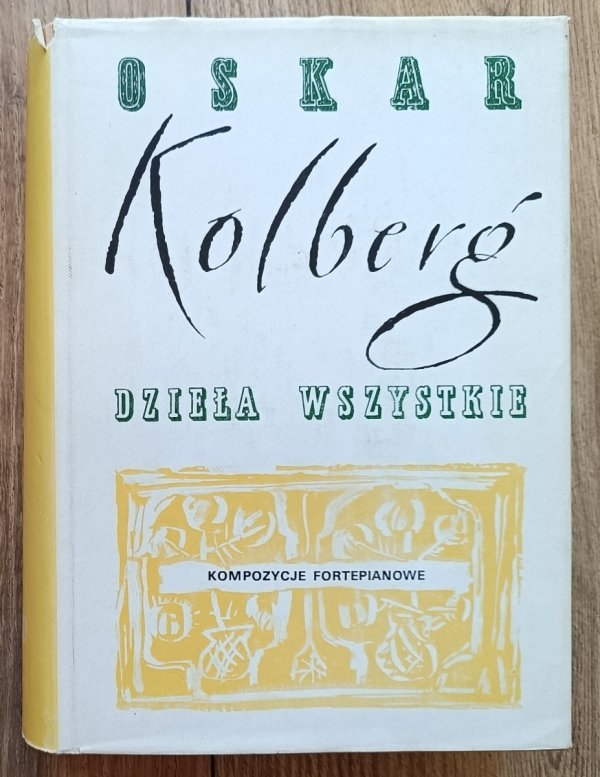 OSKAR
Kolberg
DZIEŁA WSZYSTKIE
KOMPOZYCJE FORTEPIANOWE